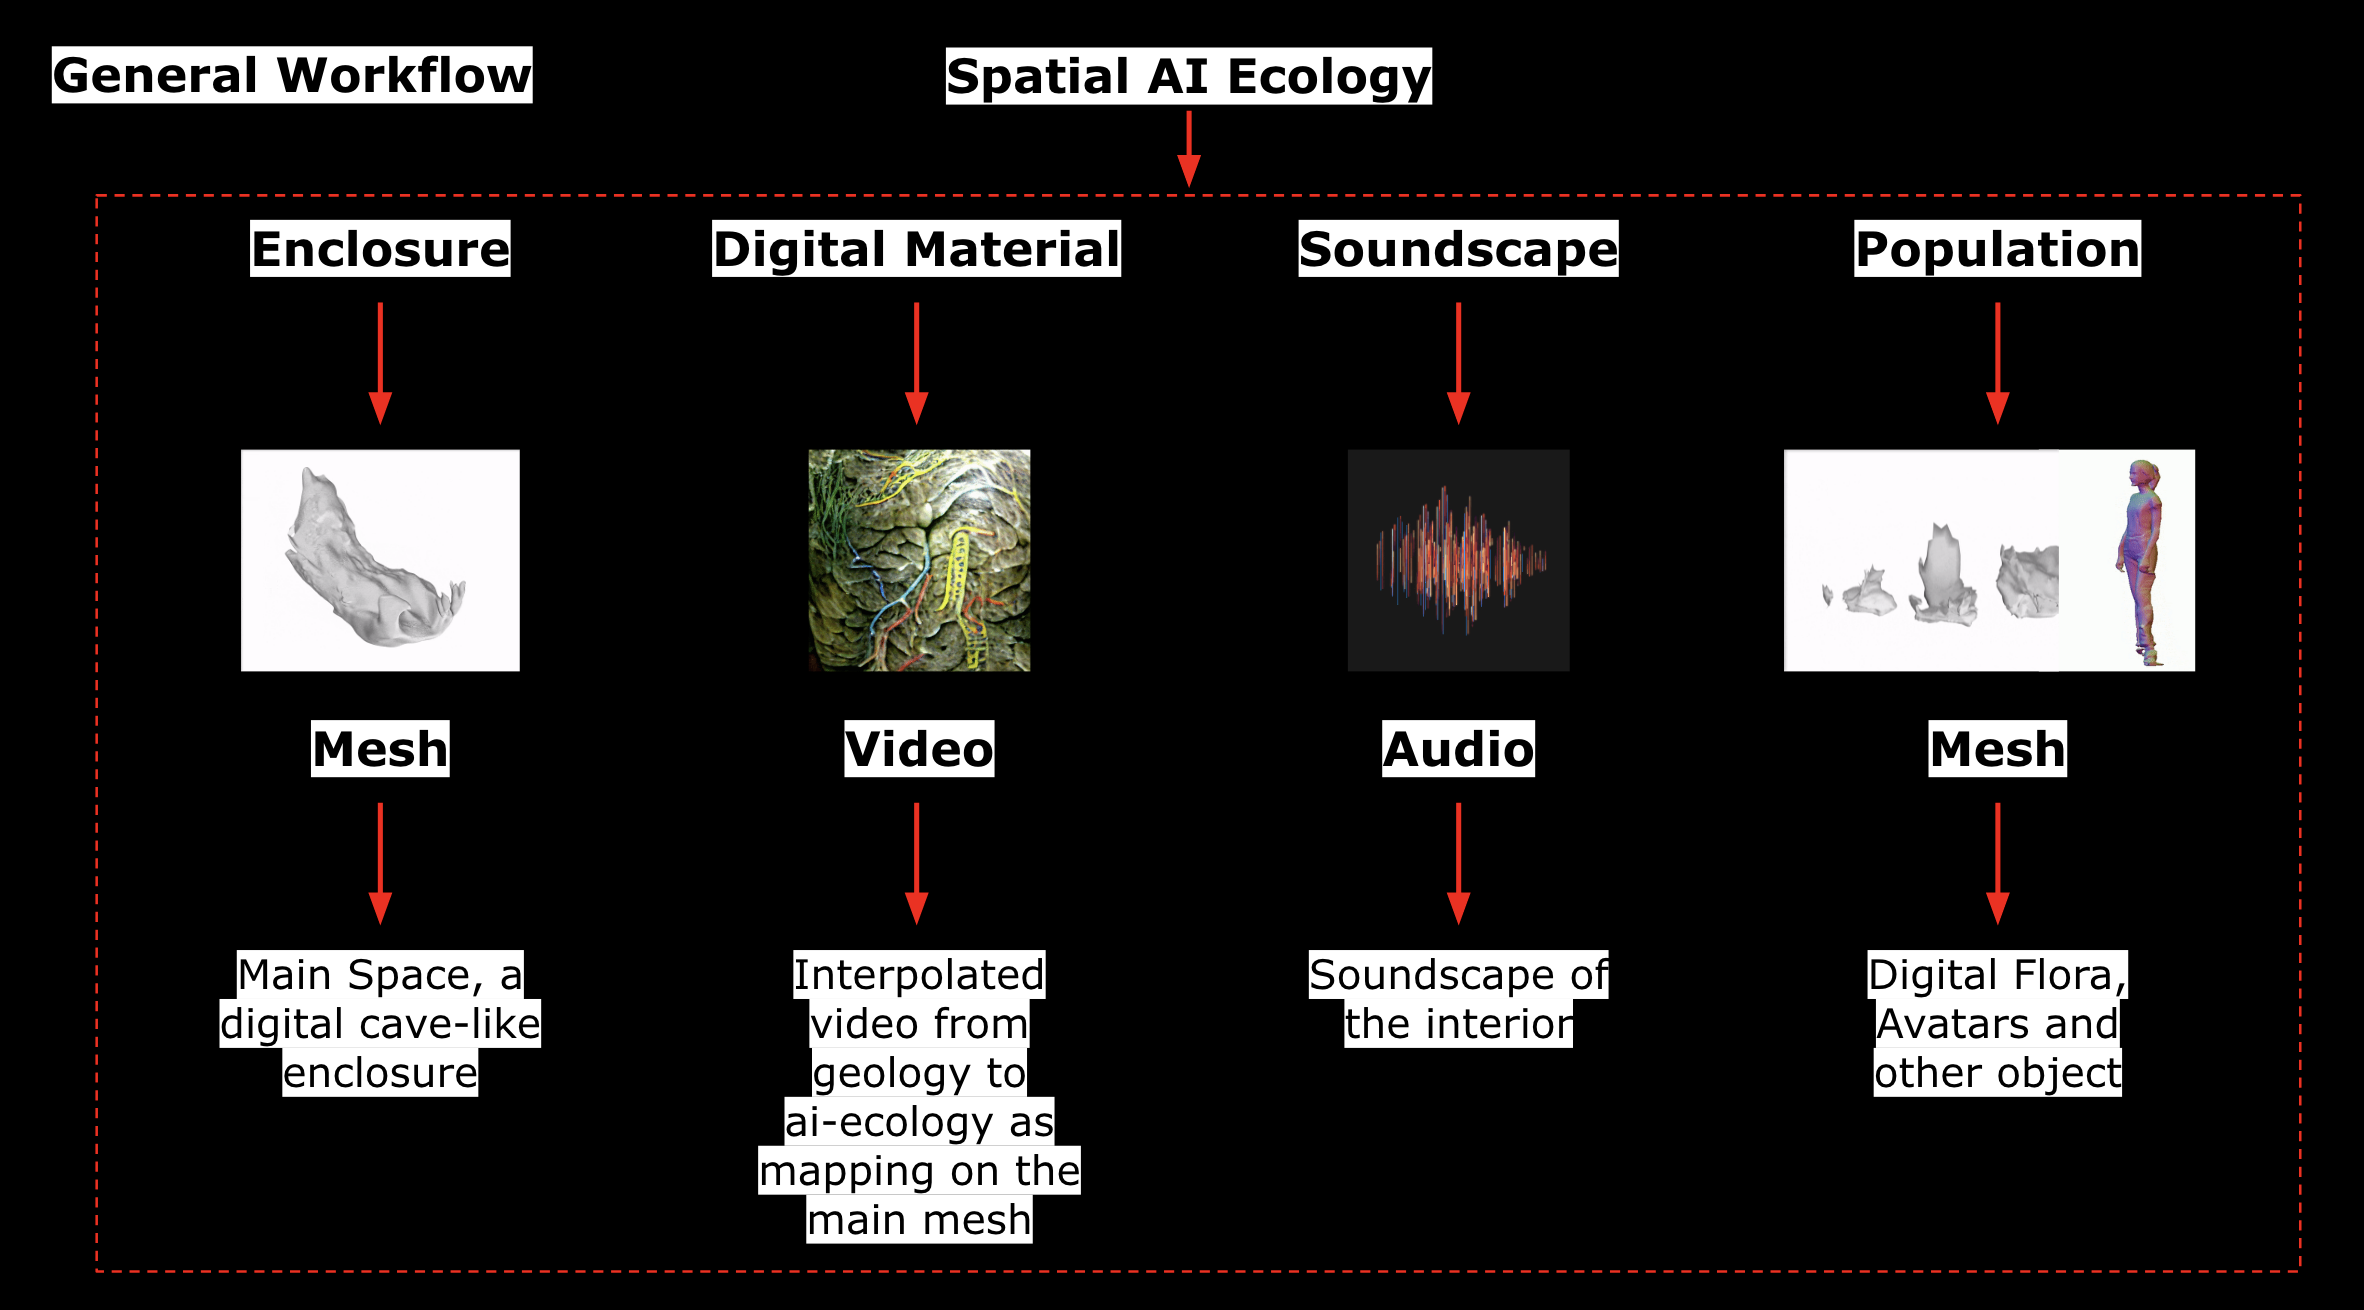 General Workflow
Spatial AI Ecology
Enclosure
Digital Material
Soundscape
Population
Mesh
Video
Audio
Mesh
Main Space, a
digital cave-like
enclosure
Interpolated
video from
geology to
ai-ecology as
mapping on the
main mesh
Soundscape of
the interior
Digital Flora,
Avatars and
other object